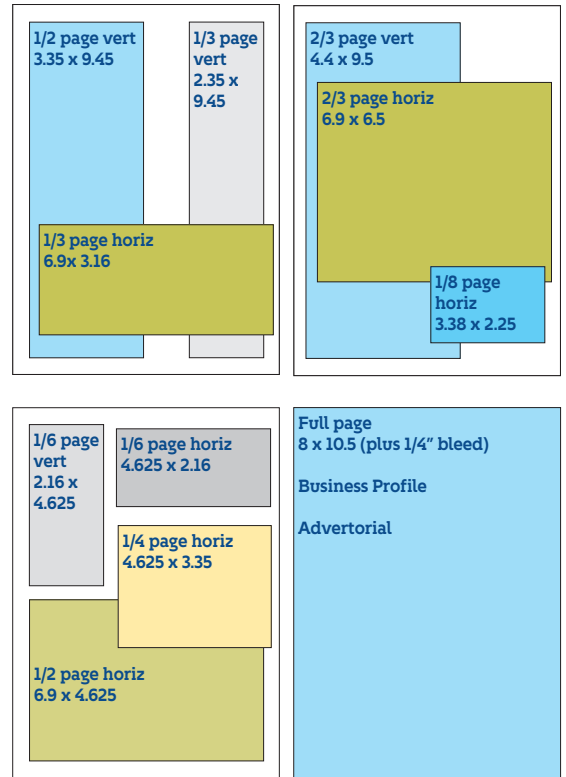 1/2 page vert
3.35 x 9.45
1/3 page
vert
2.35 x
9.45
1/3 page horiz
6.9x 3.16
2/3 page vert
4.4 x 9.5
2/3 page horiz
6.9 x 6.5
1/8 page
horiz
3.38 x 2.25
1/6 page
vert
2.16 x
4.625
1/6 page horiz
4.625 x 2.16
1/4 page horiz
4.625 x 3.35
1/2 page horiz
6.9 x 4.625
Full page
8 x 10.5 (plus 1/4” bleed)
Business Profile
Advertorial